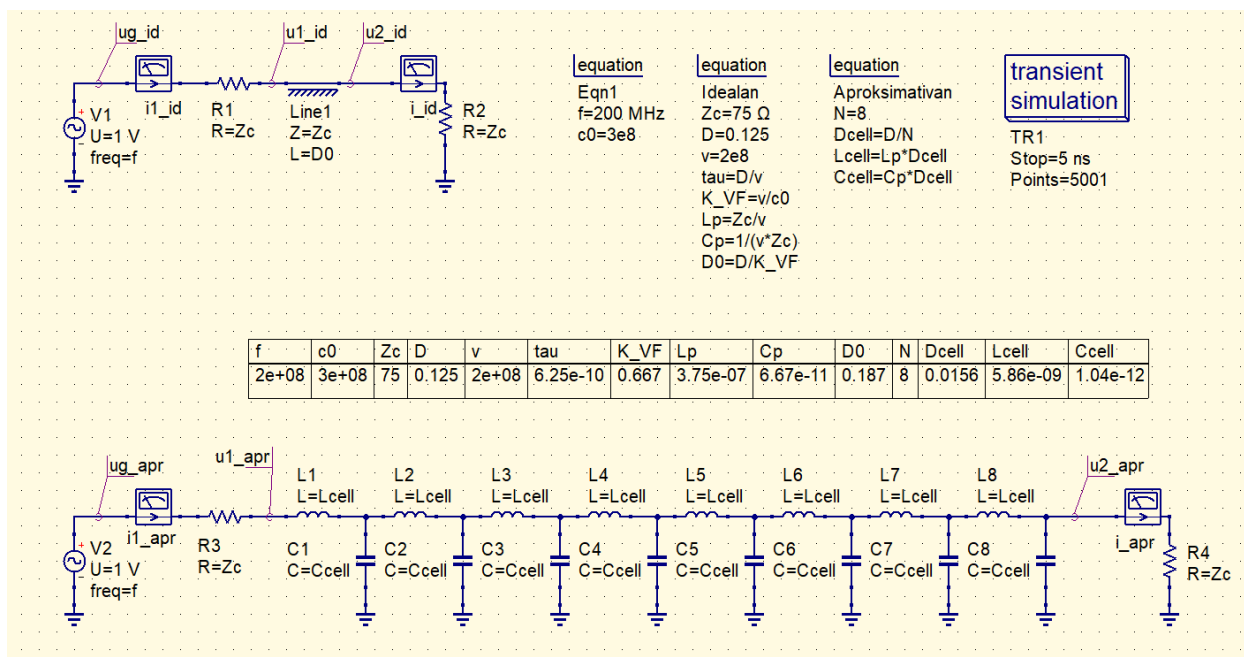 ug_id
u1_id
u2_id
i1_id
i_id
V1
U=1 V
freq=f
R1
R=Zc
Line1
Z=Zc
L=D0
R2
R=Zc
equation
Eqn1
f=200 MHz
c0=3e8
equation
Idealan
Zc=75 Ω
D=0.125
v=2e8
tau=D/v
K_VF=v/c0
Lp=Zc/v
Cp=1/(v*Zc)
D0=D/K_VF
equation
Aproksimativan
N=8
Dcell=D/N
Lcell=Lp*Dcell
Ccell=Cp*Dcell
transient
simulation
TR1
Stop=5 ns
Points=5001
f c0 Zc D v tau K_VF Lp Cp D0 N Dcell Lcell Ccell
2e+08 3e+08 75 0.125 2e+08 6.25e-10 0.667 3.75e-07 6.67e-11 0.187 8 0.0156 5.86e-09 1.04e-12
ug_apr
u1_apr
u2_apr
i1_apr
i_apr
V2
U=1 V
freq=f
R3
R=Zc
L1
L=Lcell
L2
L=Lcell
L3
L=Lcell
L4
L=Lcell
L5
L=Lcell
L6
L=Lcell
L7
L=Lcell
L8
L=Lcell
C1
C=Ccell
C2
C=Ccell
C3
C=Ccell
C4
C=Ccell
C5
C=Ccell
C6
C=Ccell
C7
C=Ccell
C8
C=Ccell
R4
R=Zc